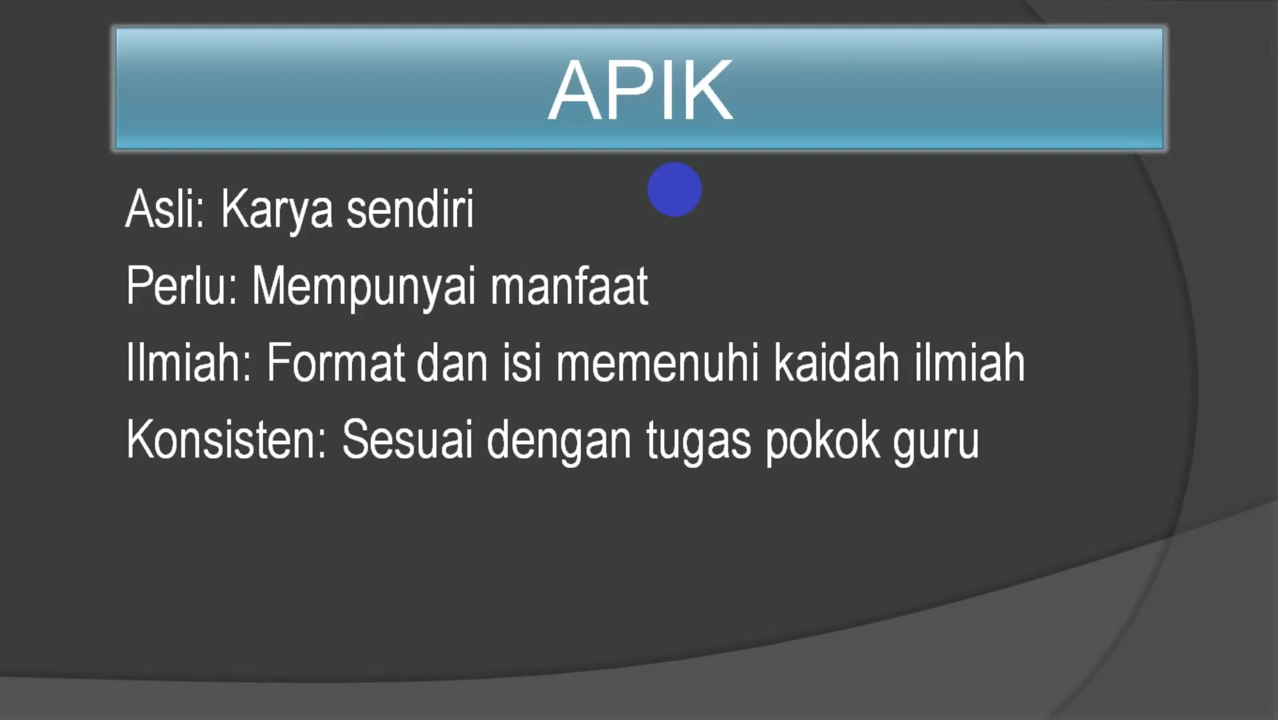 APIK
Asli: Karya sendiri
Perlu: Mempunyai manfaat
Ilmiah: Format dan isi memenuhi kaidah ilmiah
Konsisten: Sesuai dengan tugas pokok guru